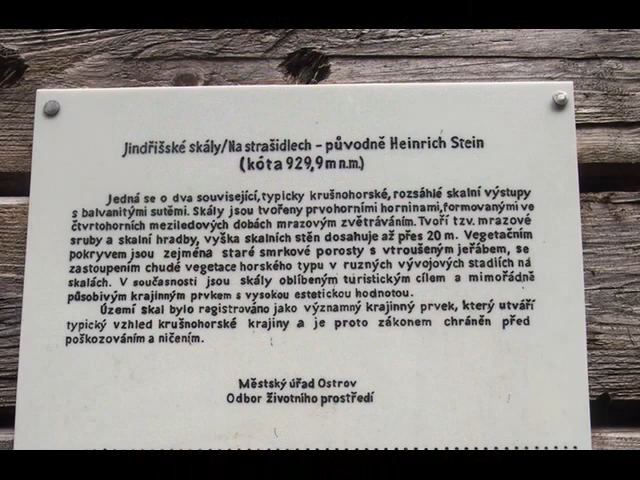 Jindřišské skály/Na strašidlech - původně Heinrich Stein
(kóta 929,9m n.m.)
Jedná se o dva související, typicky krušnohorské, rozsáhlé skalní výstupy
s balvanitými sutěmi. Skály jsou tvořeny prvohorními horninami, formovanými ve
čtvrtohorních meziledových dobách mrazovým zvětráváním. Tvoří tzv. mrazové
sruby a skalní hradby, výška skalních stěn dosahuje až přes 20 m. Vegetačním
pokryvem jsou zejména staré smrkové porosty s vtroušeným jeřábem, se
zastoupením chudé vegetace horského typu v ruzných vývojových stadiích na
skalách. V současnosti jsou skály oblíbeným turistickým cílem a mimořádně
působivým krajinným prvkem s vysokou estetickou hodnotou.
Území skal bylo registrováno jako významný krajinný prvek, který utváří
typický vzhled krušnohorské krajiny a je proto zákonem chráněn před
poškozováním a ničením.
Městský úřad Ostrov
Odbor životního prostředí